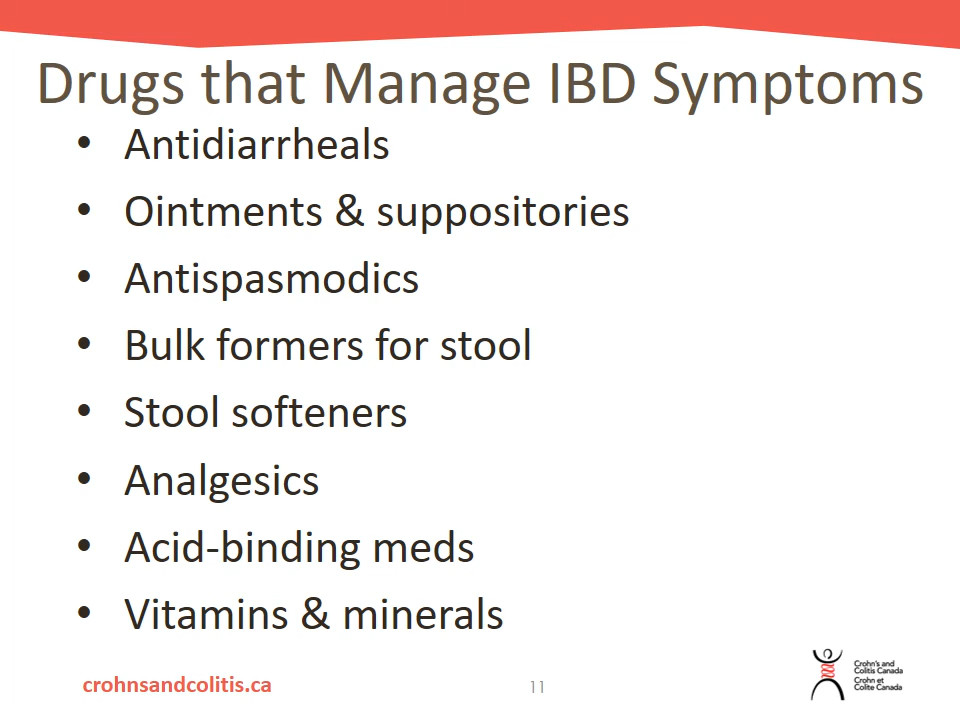 Drugs that Manage IBD Symptoms
• Antidiarrheals
• Ointments & suppositories
• Antispasmodics
• Bulk formers for stool
• Stool softeners
• Analgesics
• Acid-binding meds
• Vitamins & minerals
crohnsandcolitis.ca
11
Crohn's and
Colitis Canada
Crohn et
Colite Canada